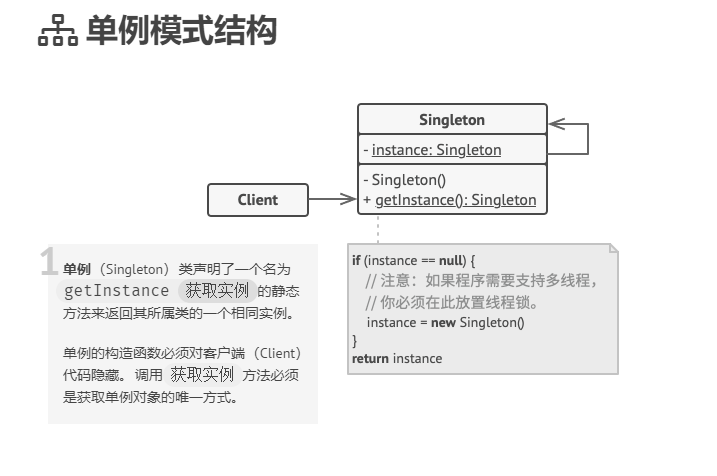 单例模式结构
Singleton
- instance: Singleton
- Singleton()
+ getInstance(): Singleton
Client
1
单例（Singleton）类声明了一个名为
getInstance 获取实例的静态
方法来返回其所属类的一个相同实例。
单例的构造函数必须对客户端（Client）
代码隐藏。调用 获取实例 方法必须
是获取单例对象的唯一方式。
if (instance == null) {
// 注意：如果程序需要支持多线程，
// 你必须在此放置线程锁。
instance = new Singleton()
}
return instance